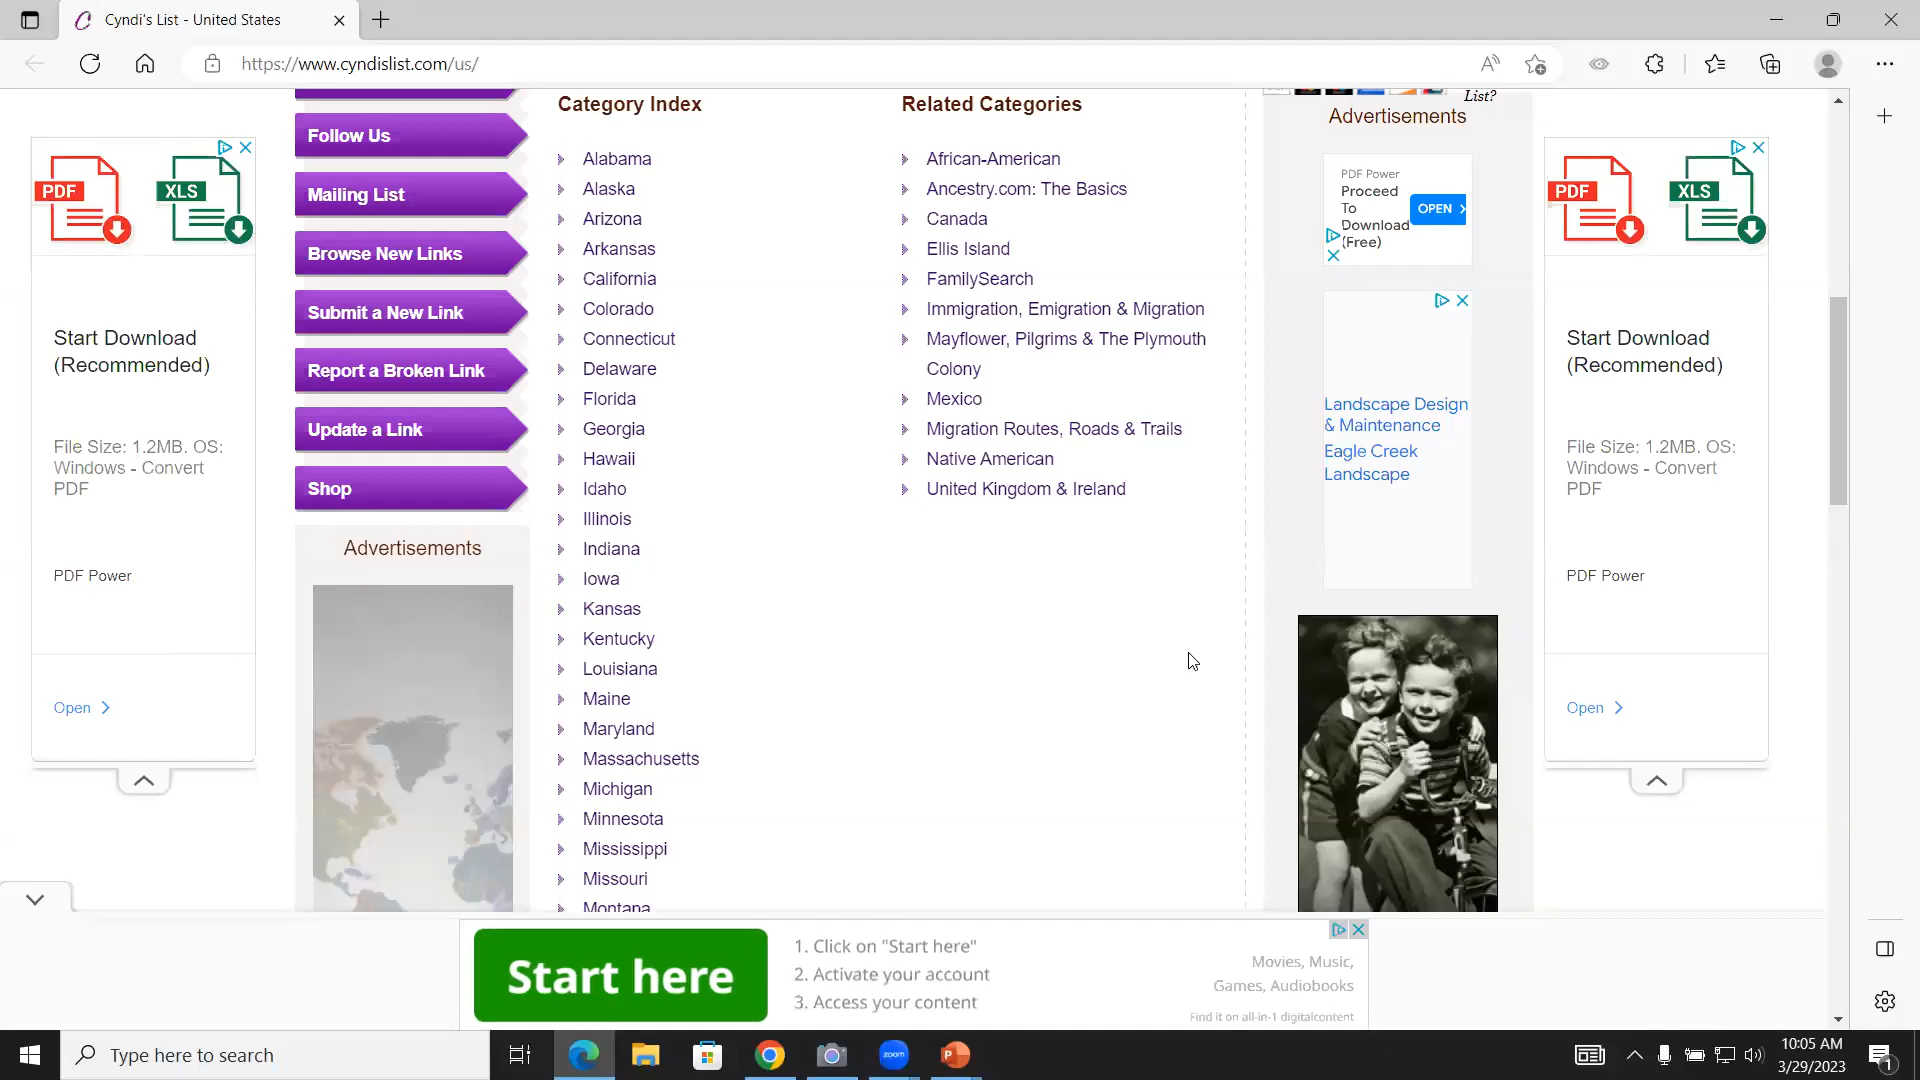 Cyndi's List - United States
https://www.cyndislist.com/us/
Follow Us
Mailing List
Browse New Links
Submit a New Link
Report a Broken Link
Update a Link
Shop
Advertisements
Category Index
Alabama
Alaska
Arizona
Arkansas
California
Colorado
Connecticut
Delaware
Florida
Georgia
Hawaii
Idaho
Illinois
Indiana
Iowa
Kansas
Kentucky
Louisiana
Maine
Maryland
Massachusetts
Michigan
Minnesota
Mississippi
Missouri
Montana
Related Categories
African-American
Ancestry.com: The Basics
Canada
Ellis Island
FamilySearch
Immigration, Emigration & Migration
Mayflower, Pilgrims & The Plymouth
Colony
Mexico
Migration Routes, Roads & Trails
Native American
United Kingdom & Ireland
List?
Advertisements
PDF Power
Proceed
To
Download
(Free)
OPEN
Landscape Design
& Maintenance
Eagle Creek
Landscape
PDF
XLS
Start Download
(Recommended)
File Size: 1.2MB. OS:
Windows - Convert
PDF
PDF Power
Open
PDF
XLS
Start Download
(Recommended)
File Size: 1.2MB. OS:
Windows - Convert
PDF
PDF Power
Open
Start here
1. Click on "Start here"
2. Activate your account
3. Access your content
Movies, Music,
Games, Audiobooks
Find it on all-in-1 digitalcontent
Type here to search
zoom
P
10:05 AM
3/29/2023
1